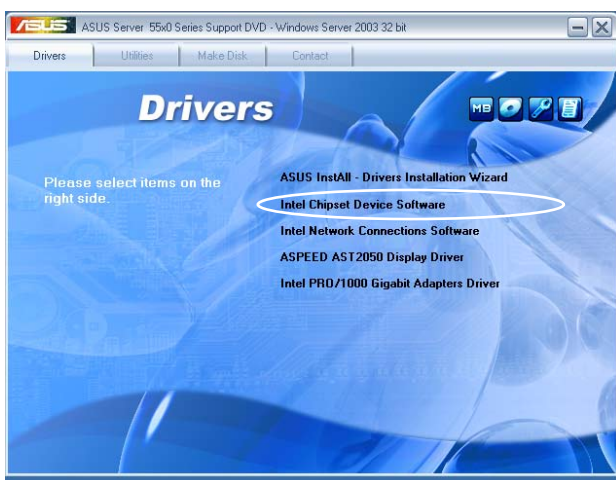 ASUS
ASUS Server 55x0 Series Support DVD - Windows Server 2003 32 bit
Drivers
Utilities
Make Disk
Contact
Drivers
MB
Please select items on the
right side.
ASUS InstAll - Drivers Installation Wizard
Intel Chipset Device Software
Intel Network Connections Software
ASPEED AST2050 Display Driver
Intel PRO/1000 Gigabit Adapters Driver